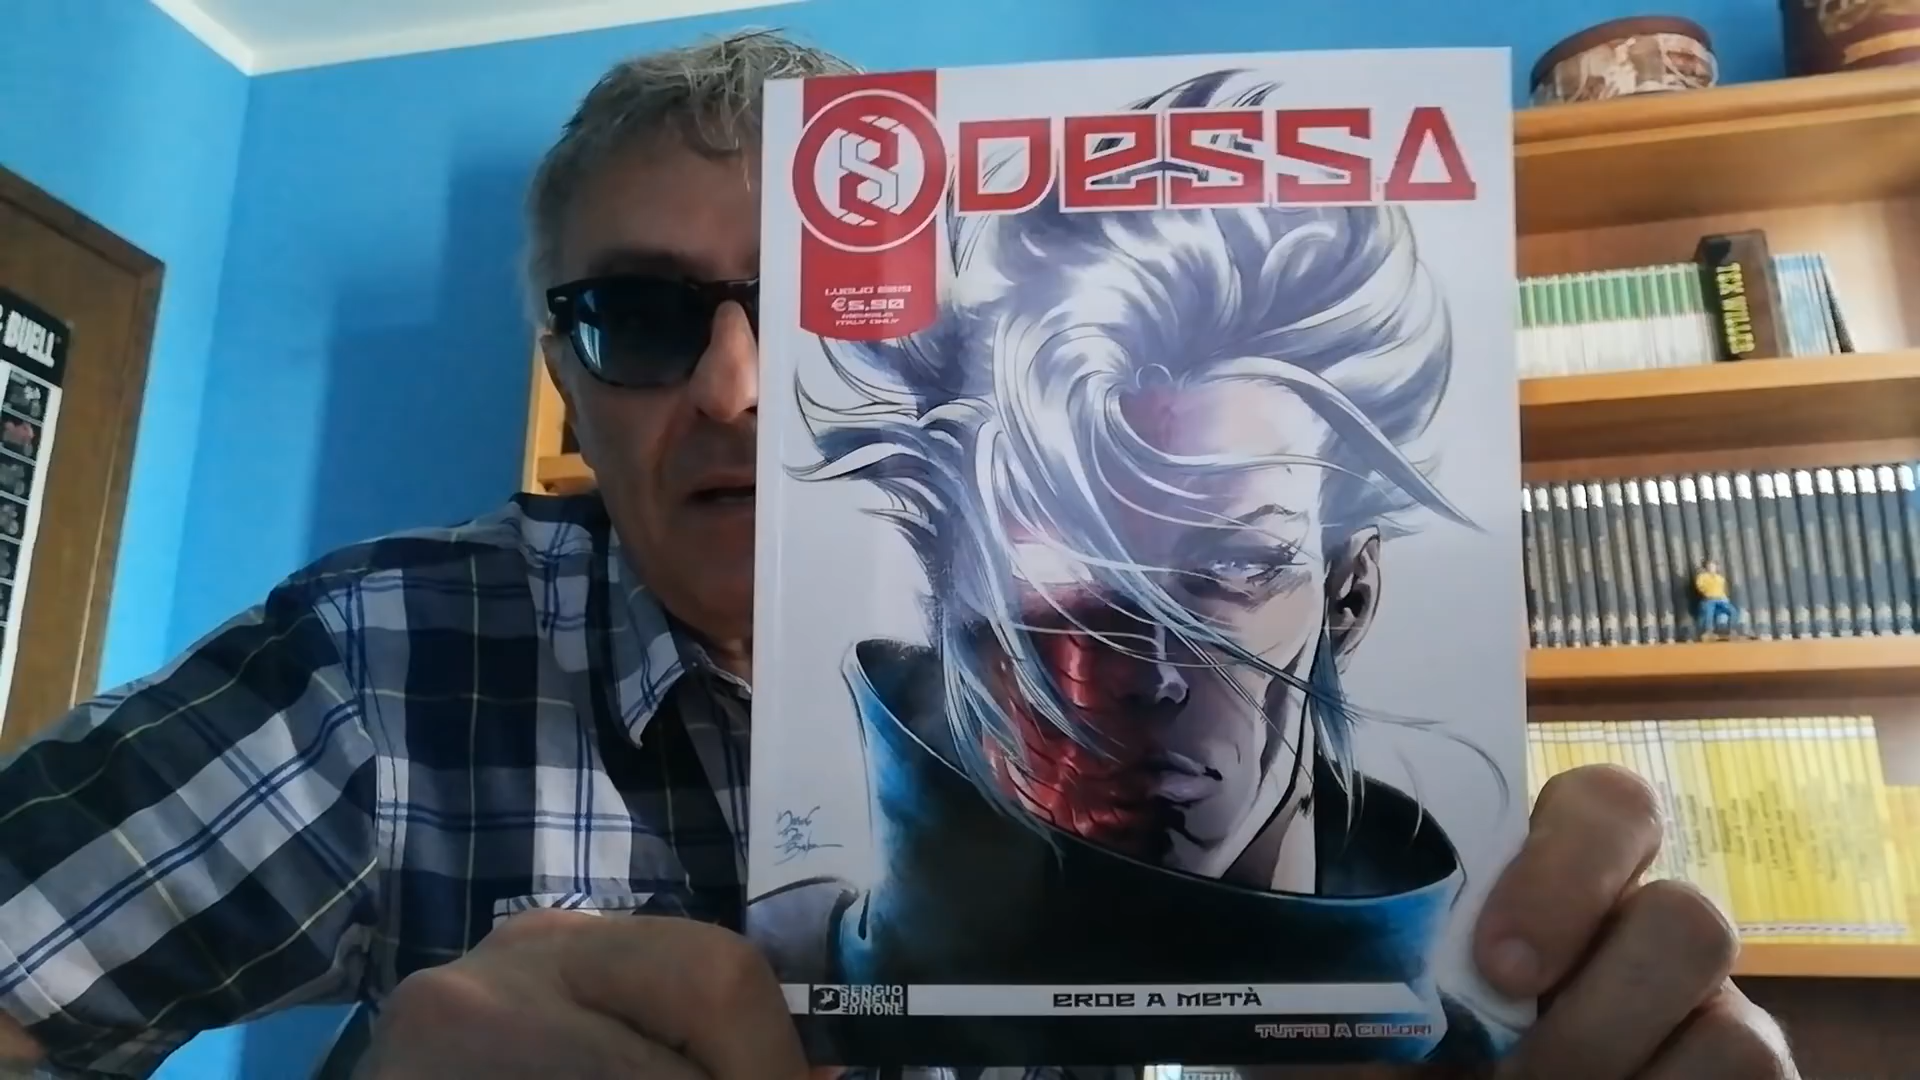 ODESSA
LUGLIO 2019
€5,90
MENSILE
ITALY ONLY
SERGIO
BONELLI
EDITORE
EROE A METÀ
TUTTO A COLORI
TEX WILLER
BUELL